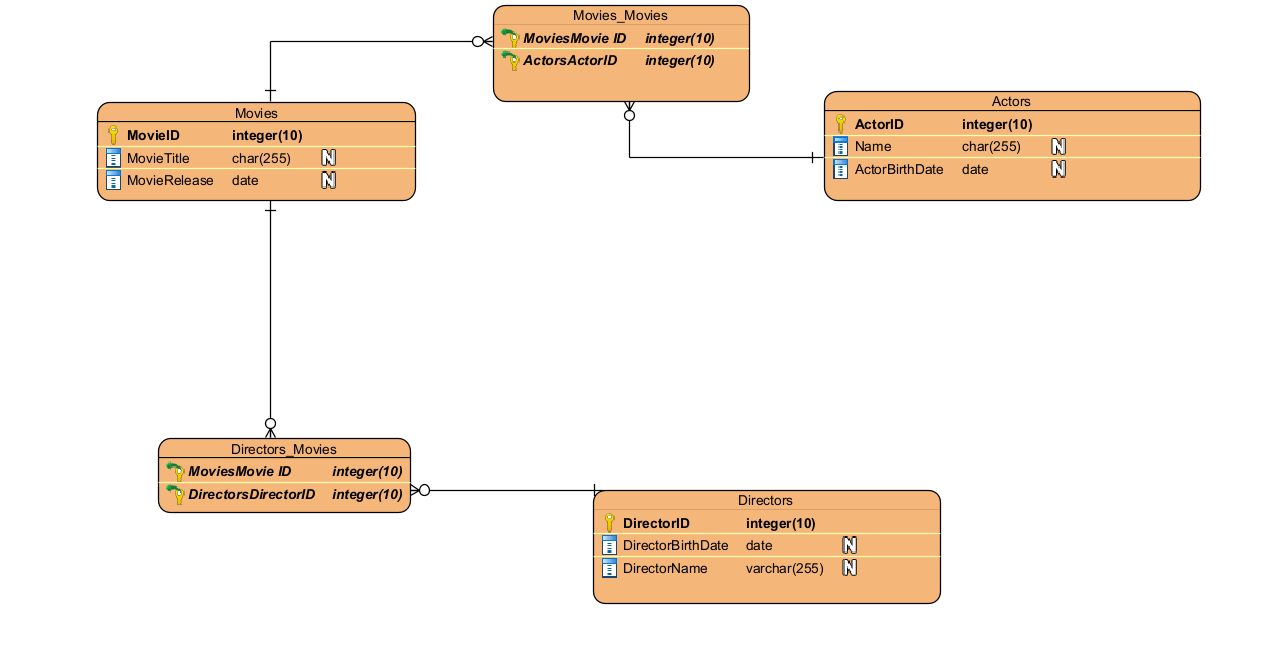 Movies_Movies
MoviesMovie ID integer(10)
ActorsActorID integer(10)
Movies
MovieID integer(10)
MovieTitle char(255) N
MovieRelease date N
Actors
ActorID integer(10)
Name char(255) N
ActorBirthDate date N
Directors_Movies
MoviesMovie ID integer(10)
DirectorsDirectorID integer(10)
Directors
DirectorID integer(10)
DirectorBirthDate date N
DirectorName varchar(255) N